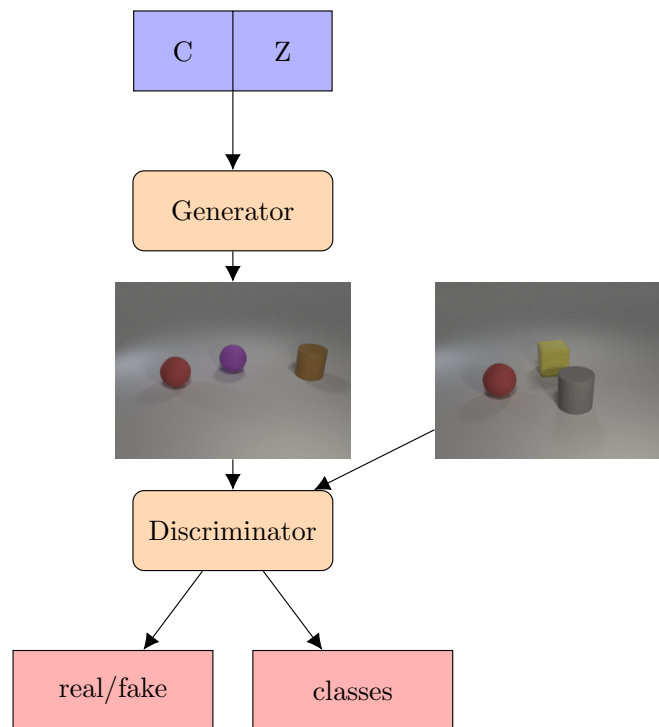 C
Z
Generator
Discriminator
real/fake
classes